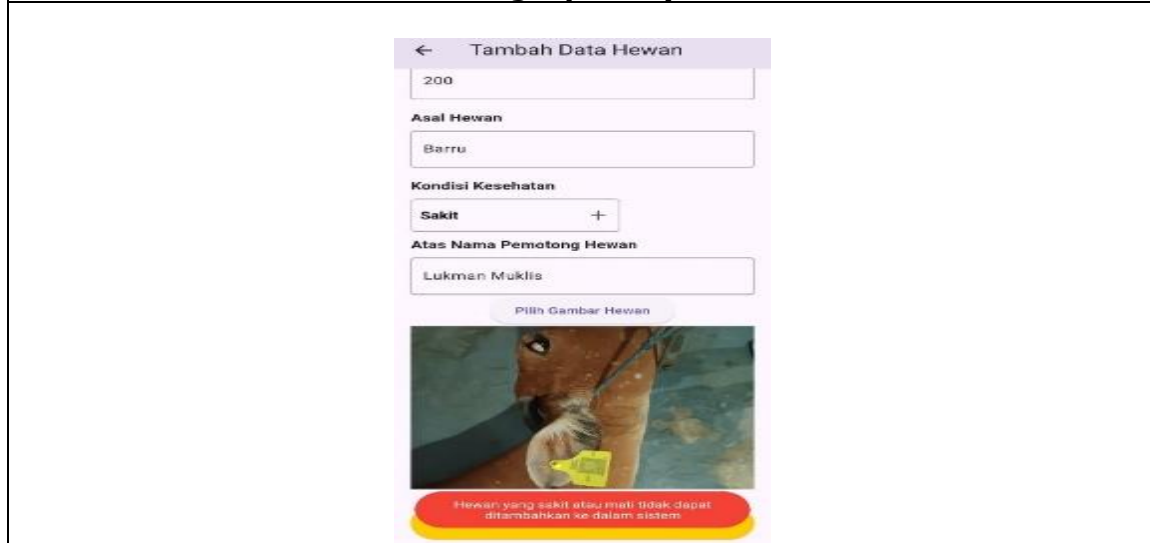 Tambah Data Hewan
200
Asal Hewan
Barru
Kondisi Kesehatan
Sakit
Atas Nama Pemotong Hewan
Lukman Muklis
Pilih Gambar Hewan
Hewan yang sakit atau mati tidak dapat
ditambahkan ke dalam sistem